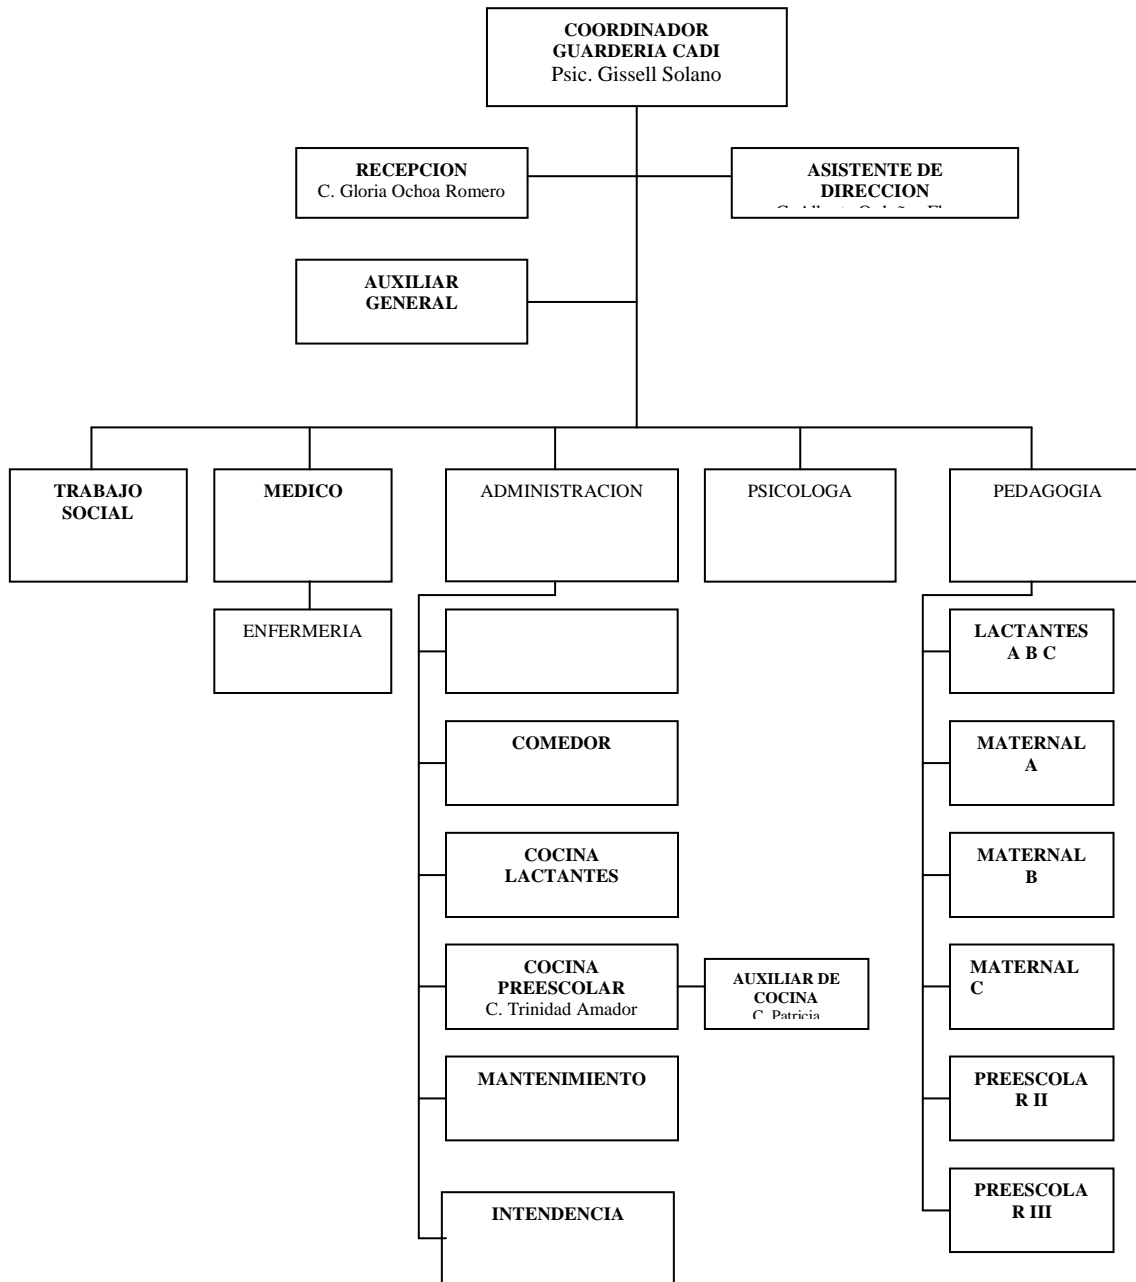 COORDINADOR
GUARDERIA CADI
Psic. Gissell Solano
RECEPCION
C. Gloria Ochoa Romero
ASISTENTE DE
DIRECCION
AUXILIAR
GENERAL
TRABAJO
SOCIAL
MEDICO
ADMINISTRACION
PSICOLOGA
PEDAGOGIA
ENFERMERIA
LACTANTES
A B C
COMEDOR
MATERNAL
A
COCINA
LACTANTES
MATERNAL
B
COCINA
PREESCOLAR
C. Trinidad Amador
AUXILIAR DE
COCINA
C. Patricia
MATERNAL
C
MANTENIMIENTO
PREESCOLA
R II
INTENDENCIA
PREESCOLA
R III